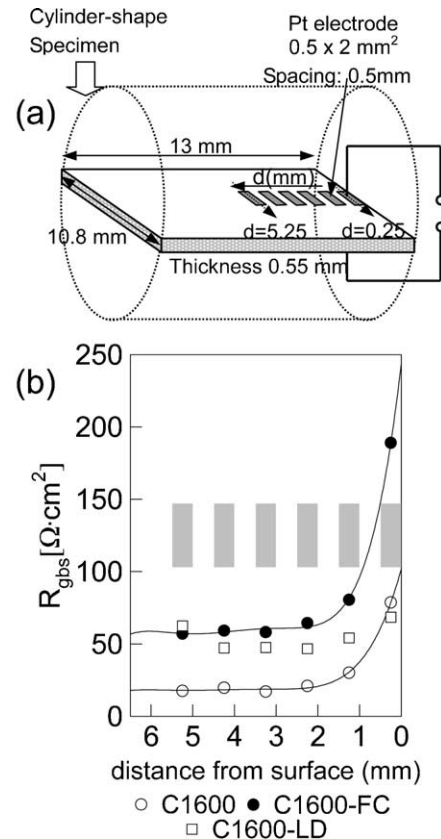 Cylinder-shape
Specimen
Pt electrode
0.5 x 2 mm²
Spacing: 0.5mm
(a)
13 mm
d(mm)
10.8 mm
d=5.25
d=0.25
Thickness 0.55 mm
(b)
250
200
150
100
50
0
R_gbs[Ω·cm²]
6 5 4 3 2 1 0
distance from surface (mm)
○ C1600 ● C1600-FC
□ C1600-LD